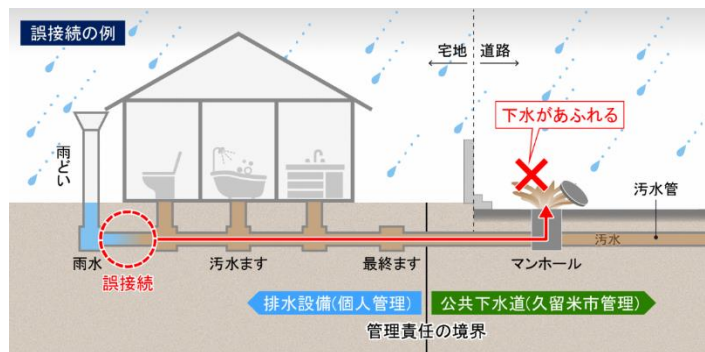 誤接続の例
宅地
道路
下水があふれる
雨どい
汚水管
汚水
雨水
汚水ます
最終ます
マンホール
誤接続
排水設備(個人管理)
公共下水道(久留米市管理)
管理責任の境界